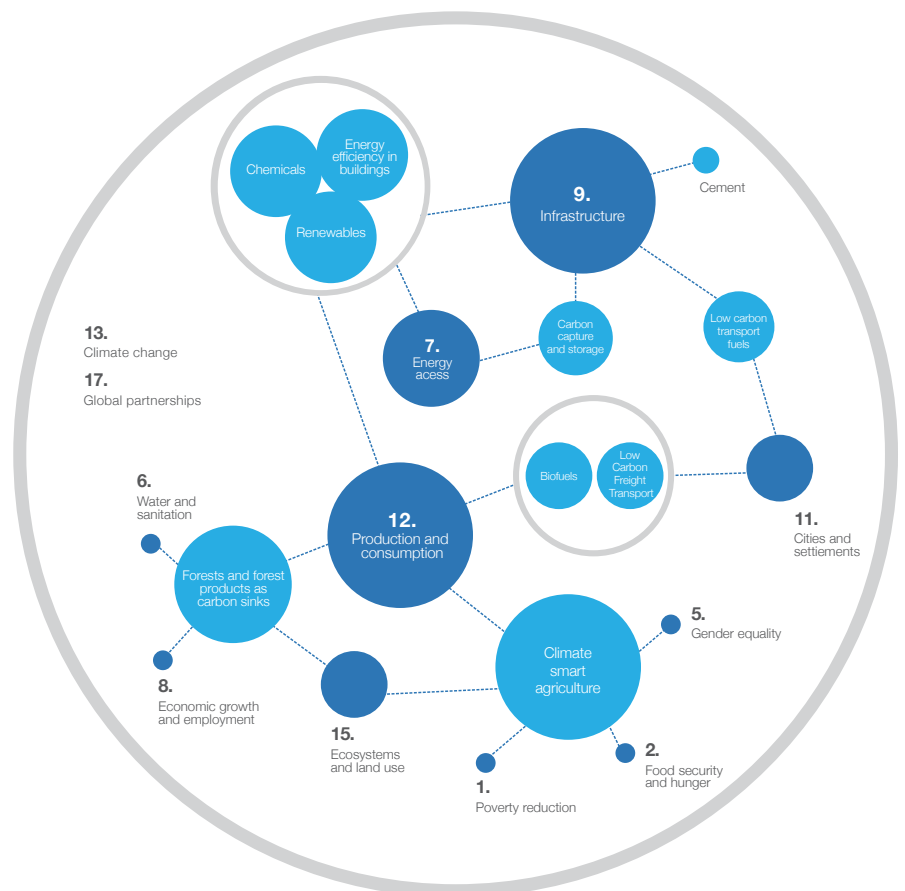 Chemicals
Energy
efficiency in
buildings
Renewables
9.
Infrastructure
Cement
13.
Climate change
17.
Global partnerships
7.
Energy
acess
Carbon
capture
and storage
Low carbon
transport
fuels
6.
Water and
sanitation
12.
Production and
consumption
Biofuels
Low
Carbon
Freight
Transport
11.
Cities and
settiements
Forests and forest
products as
carbon sinks
8.
Economic growth
and employment
15.
Ecosystems
and land use
Climate
smart
agriculture
5.
Gender equality
1.
Poverty reduction
2.
Food security
and hunger